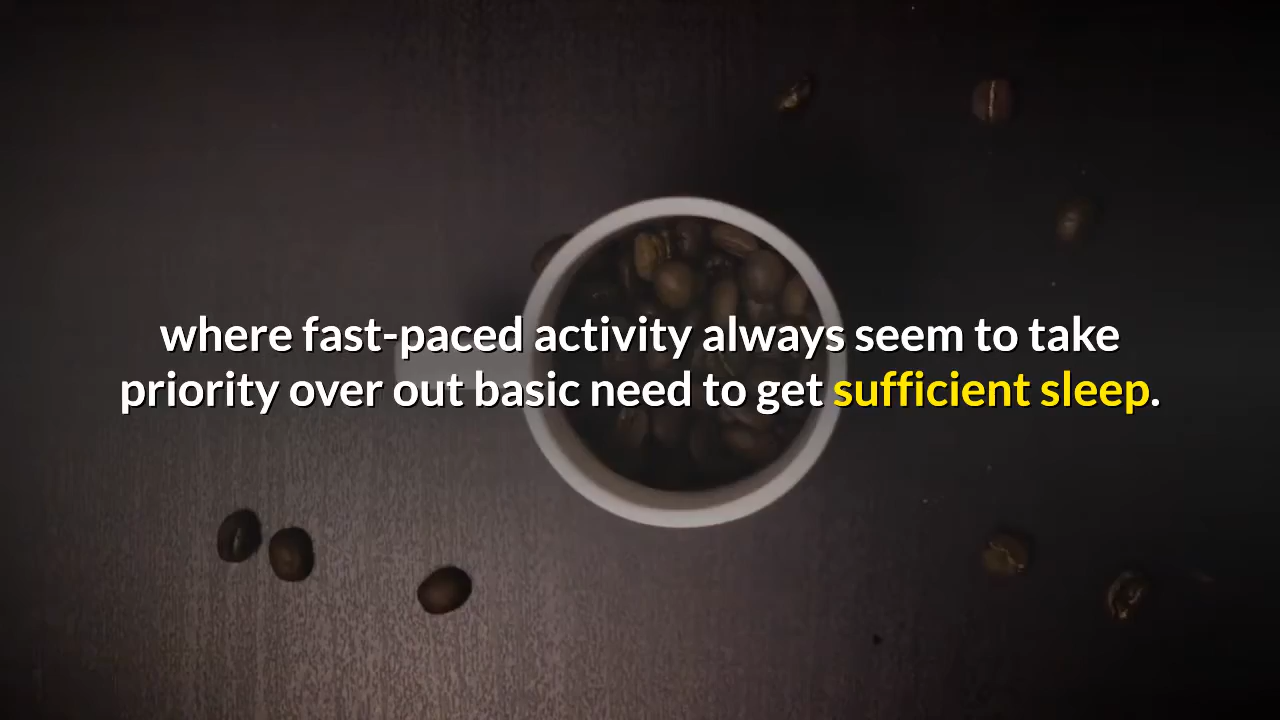 where fast-paced activity always seem to take
priority over out basic need to get sufficient sleep.